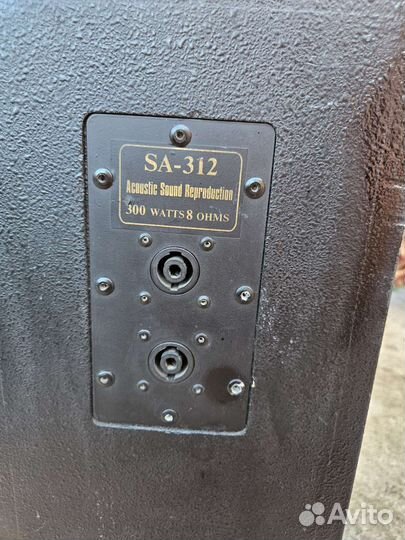 SA-312
Acoustic Sound Reproduction
300 WATTS 8 OHMS
Avito